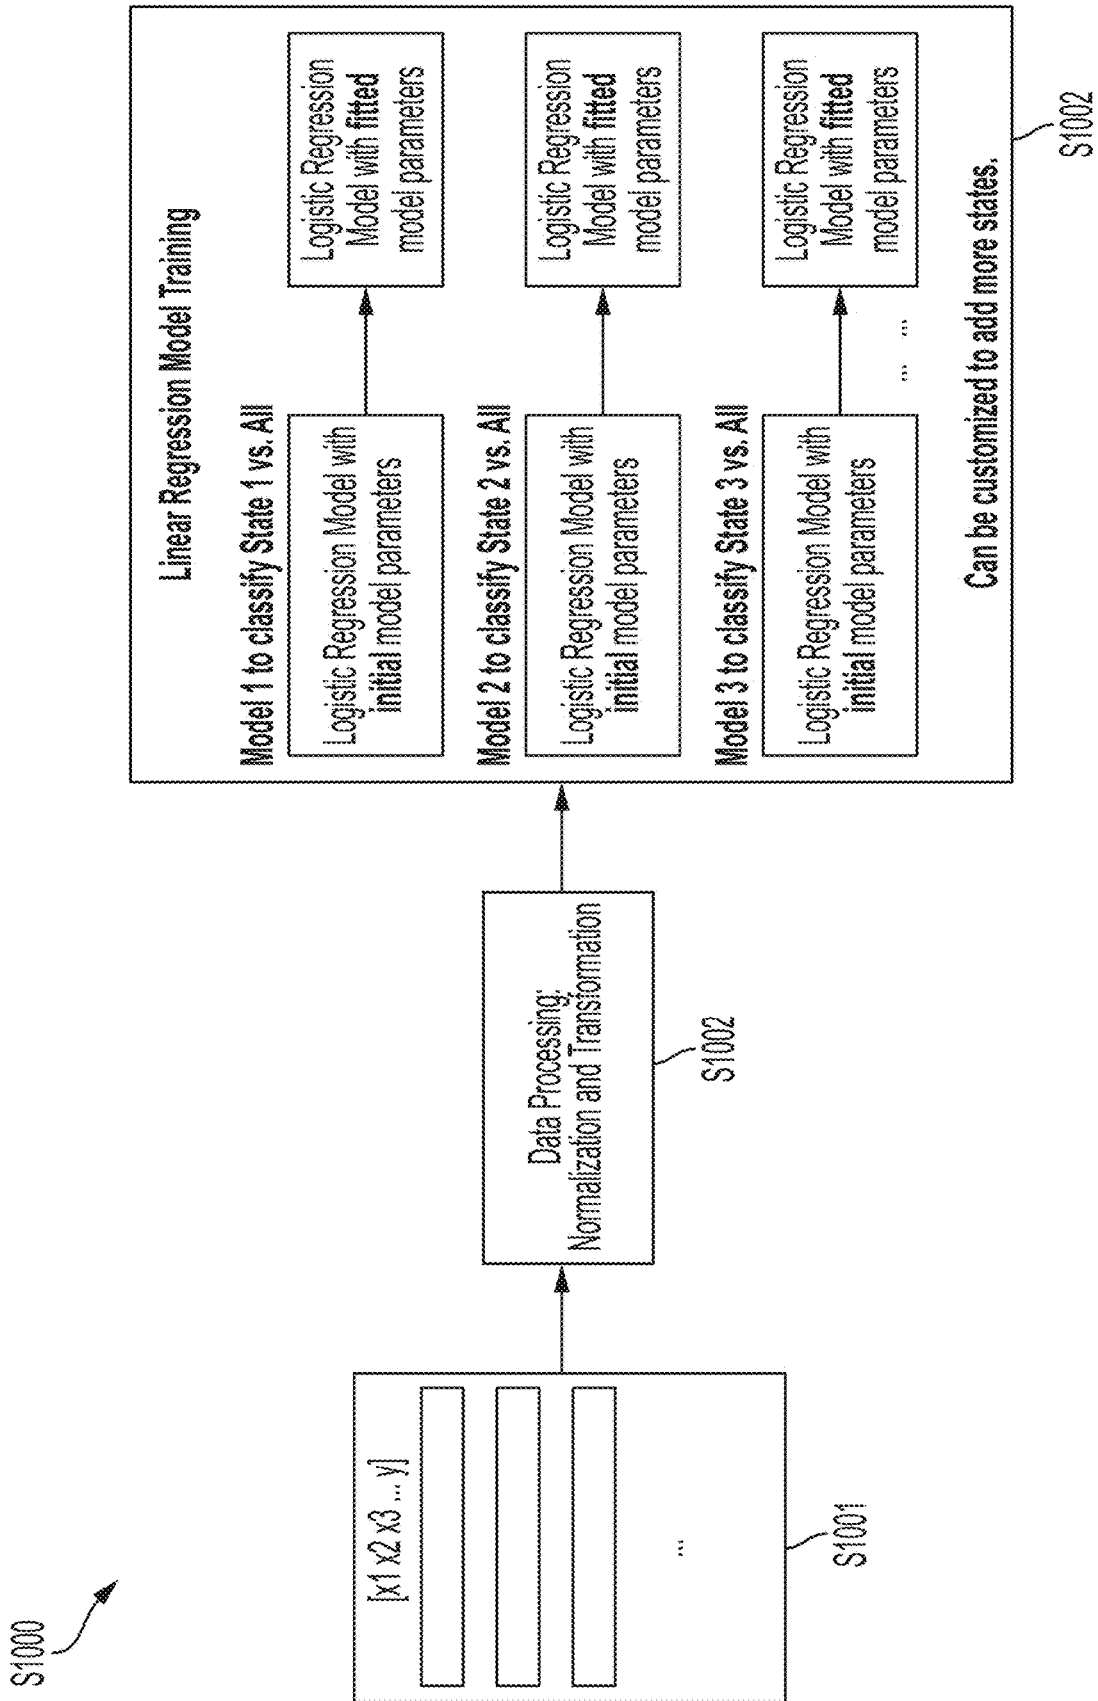 S1000
[x1 x2 x3 ... y]
...
S1001
Data Processing:
Normalization and Transformation
S1002
Linear Regression Model Training
Model 1 to classify State 1 vs. All
Logistic Regression Model with
initial model parameters
Logistic Regression
Model with fitted
model parameters
Model 2 to classify State 2 vs. All
Logistic Regression Model with
initial model parameters
Logistic Regression
Model with fitted
model parameters
Model 3 to classify State 3 vs. All
Logistic Regression Model with
initial model parameters
Logistic Regression
Model with fitted
model parameters
... ...
Can be customized to add more states.
S1002